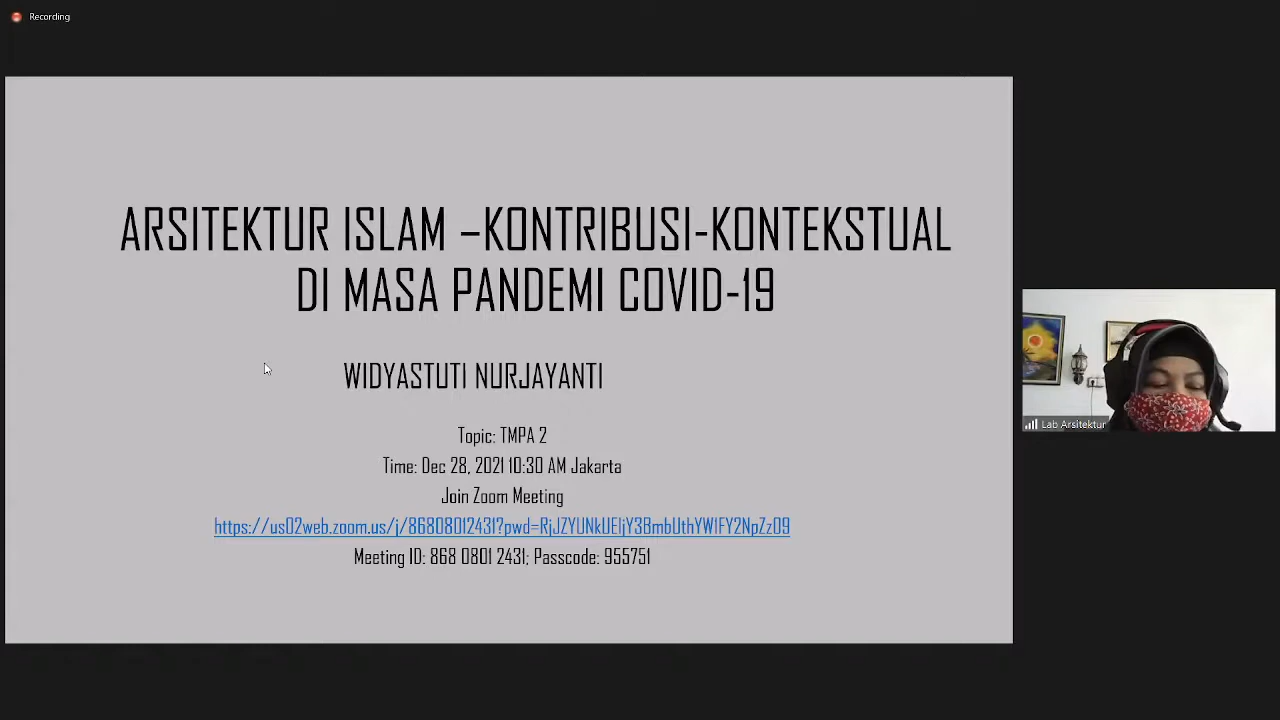 Recording
ARSITEKTUR ISLAM –KONTRIBUSI-KONTEKSTUAL
DI MASA PANDEMI COVID-19
WIDYASTUTI NURJAYANTI
Topic: TMPA 2
Time: Dec 28, 2021 10:30 AM Jakarta
Join Zoom Meeting
https://us02web.zoom.us/j/86808012431?pwd=RjJZYUNkUEljY3BmbUthYW1FY2NpZz09
Meeting ID: 868 0801 2431; Passcode: 955751
Lab Arsitektur